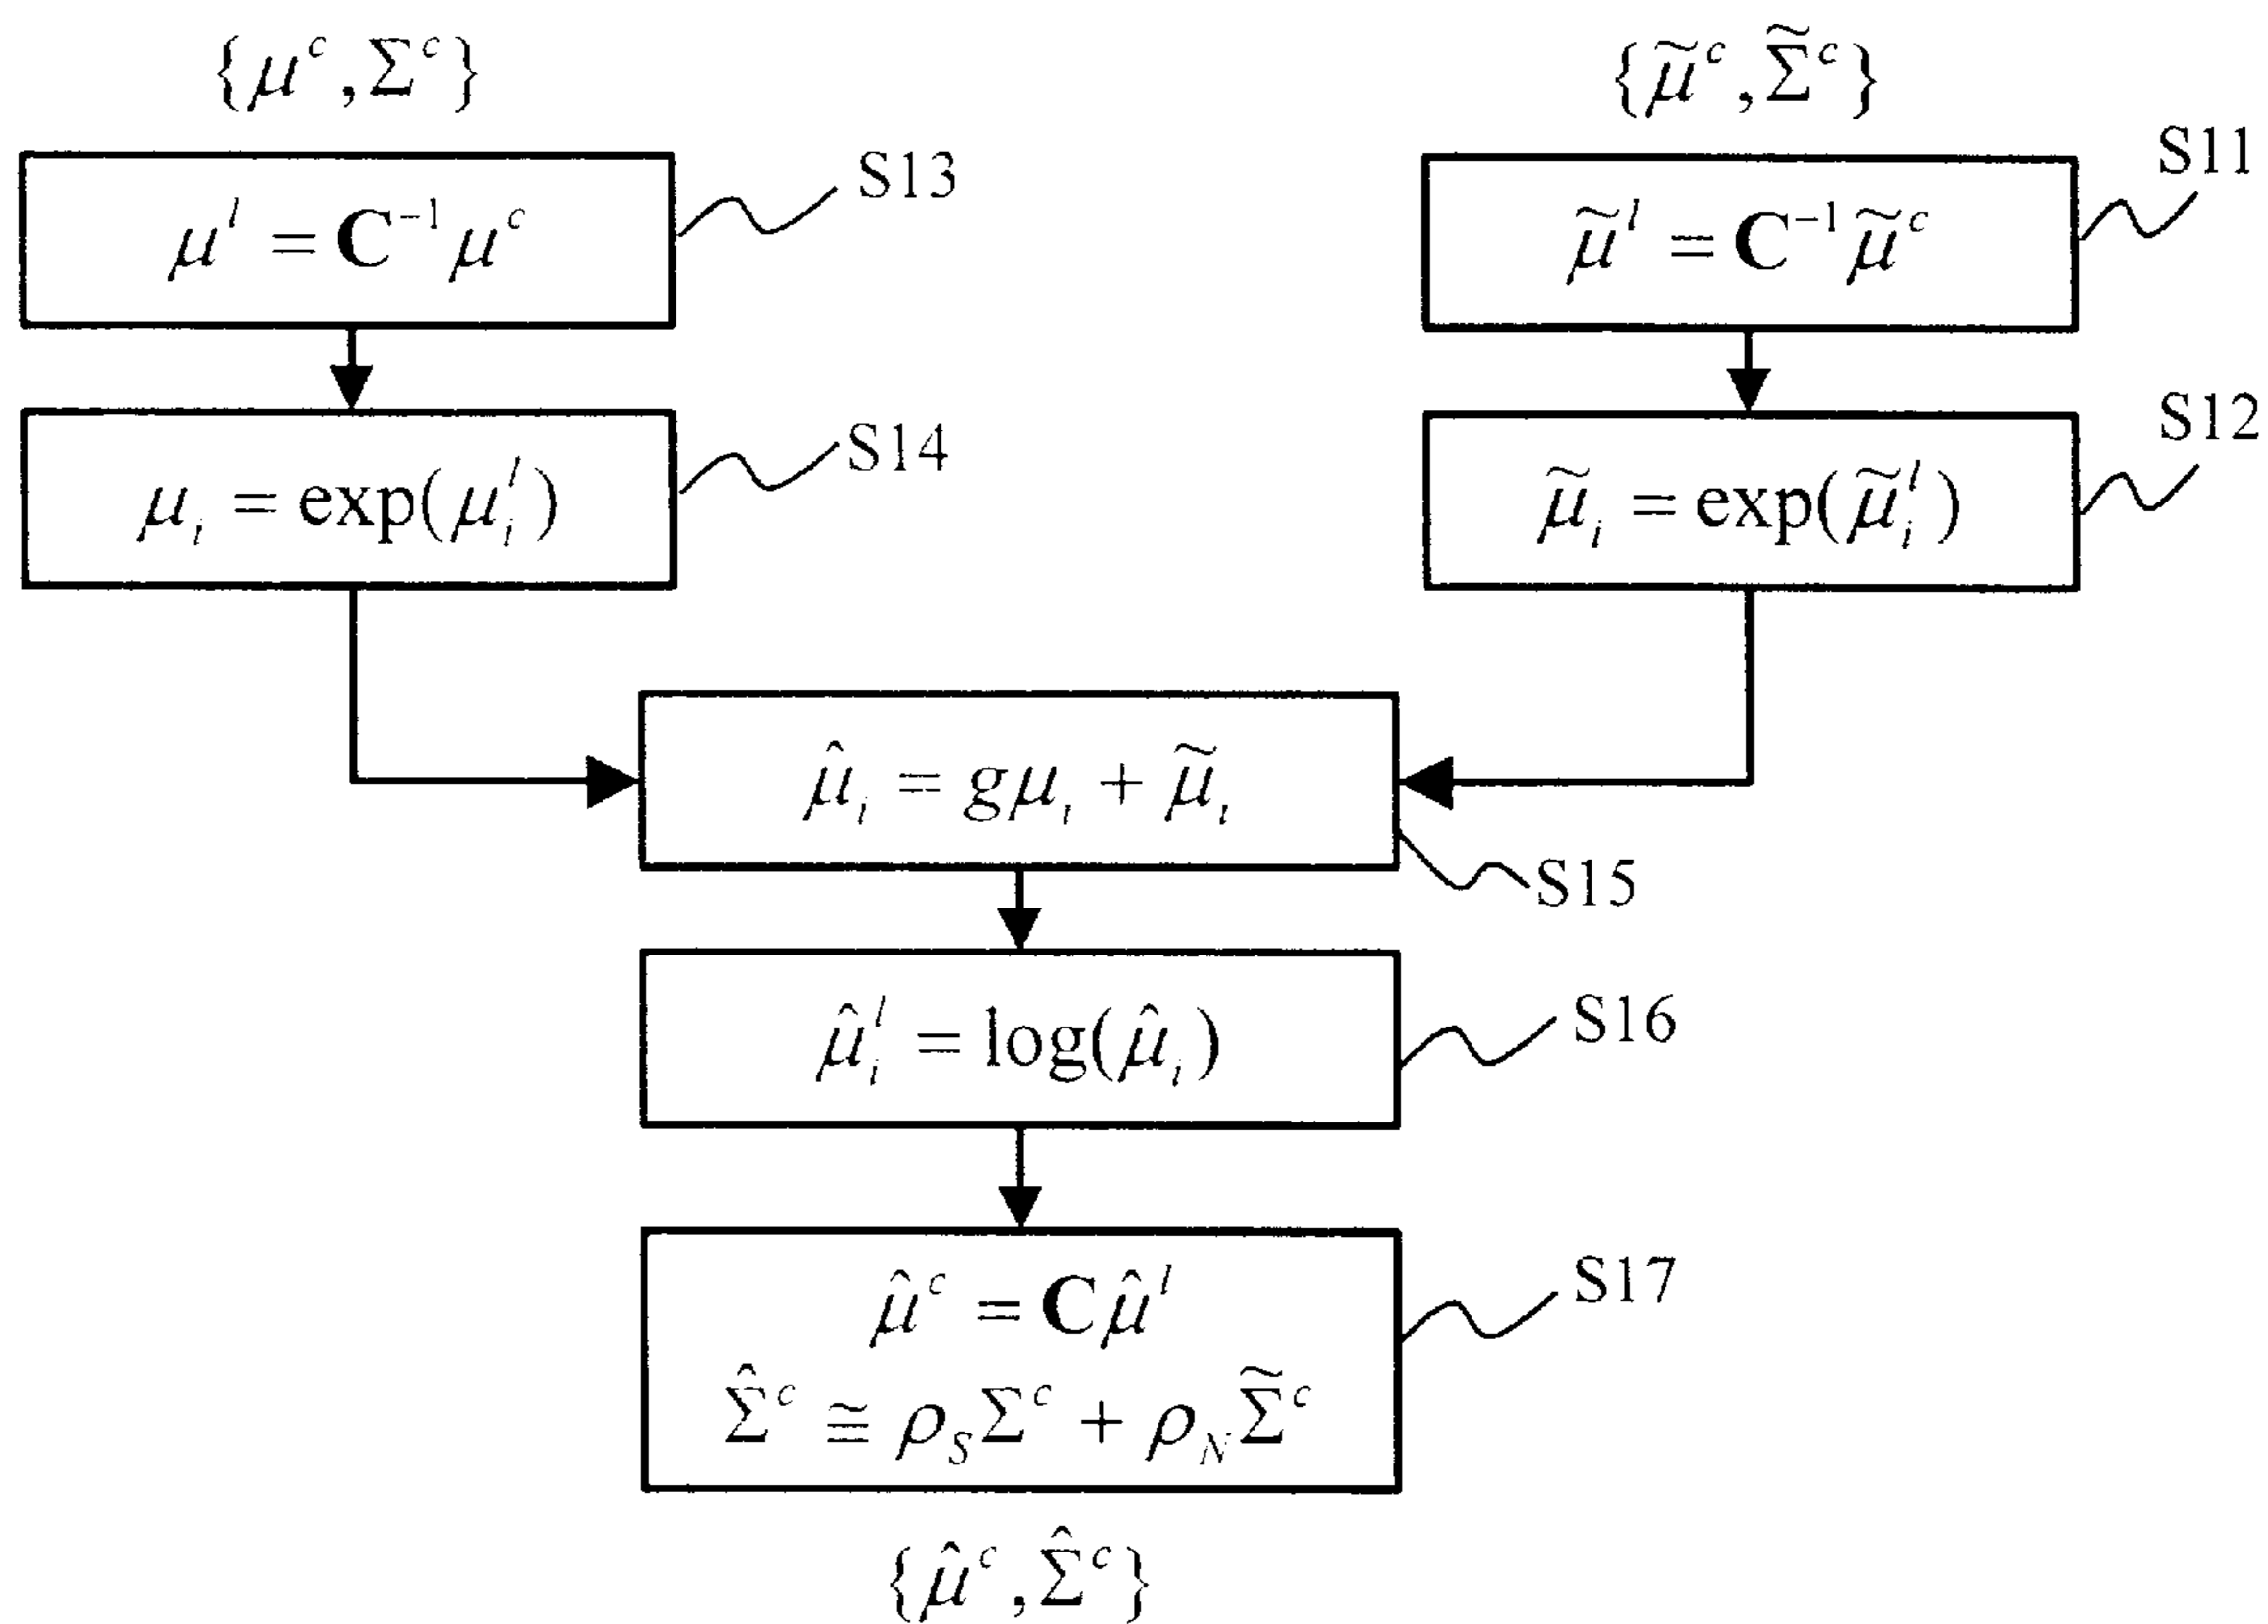 {μ^c, Σ^c}
{μ̃^c, Σ̃^c}
S13
μ^l = C^{-1} μ^c
S11
μ̃^l = C^{-1} μ̃^c
S14
μ_i = exp(μ_i^l)
S12
μ̃_i = exp(μ̃_i^l)
μ̂_i = gμ_i + μ̃_i
S15
μ̂_i^l = log(μ̂_i)
S16
μ̂^c = C μ̂^l
Σ̂^c ≅ ρ_S Σ^c + ρ_N Σ̃^c
S17
{μ̂^c, Σ̂^c}